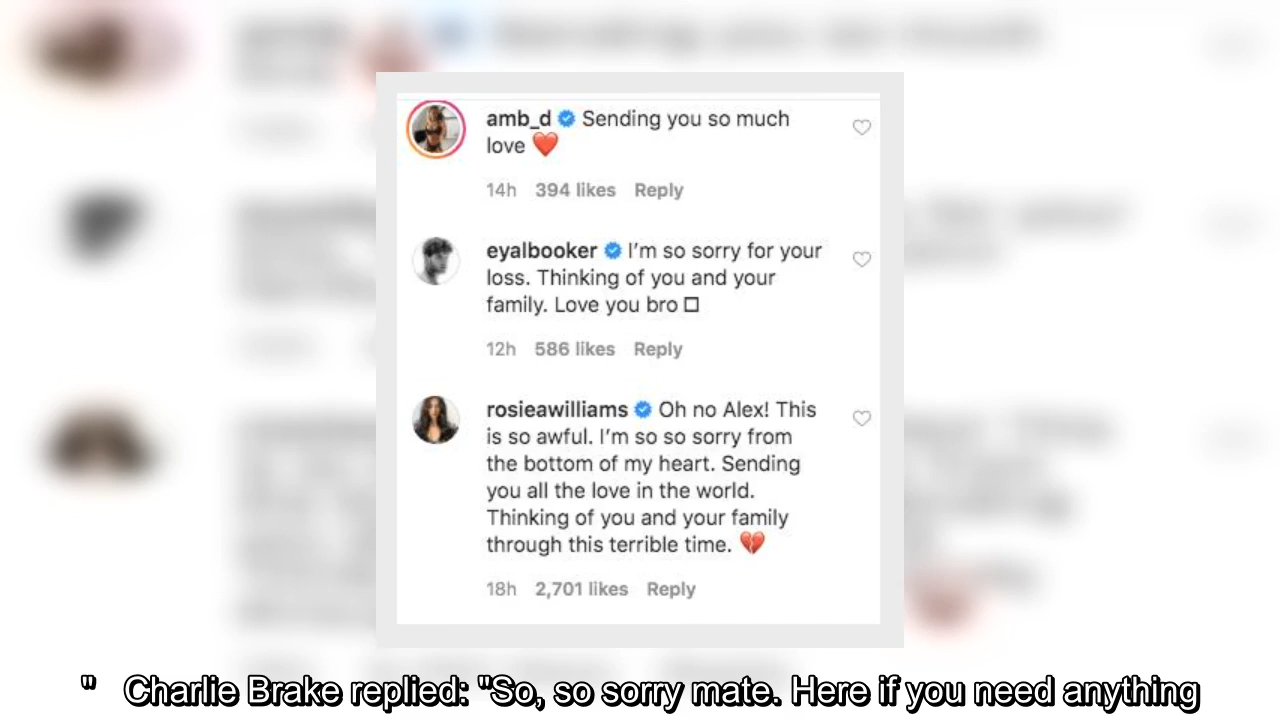 amb_d Sending you so much
love ❤️
14h 394 likes Reply
eyalbooker I'm so sorry for your
loss. Thinking of you and your
family. Love you bro □
12h 586 likes Reply
rosieawilliams Oh no Alex! This
is so awful. I'm so so sorry from
the bottom of my heart. Sending
you all the love in the world.
Thinking of you and your family
through this terrible time. 💔
18h 2,701 likes Reply
" Charlie Brake replied: "So, so sorry mate. Here if you need anything